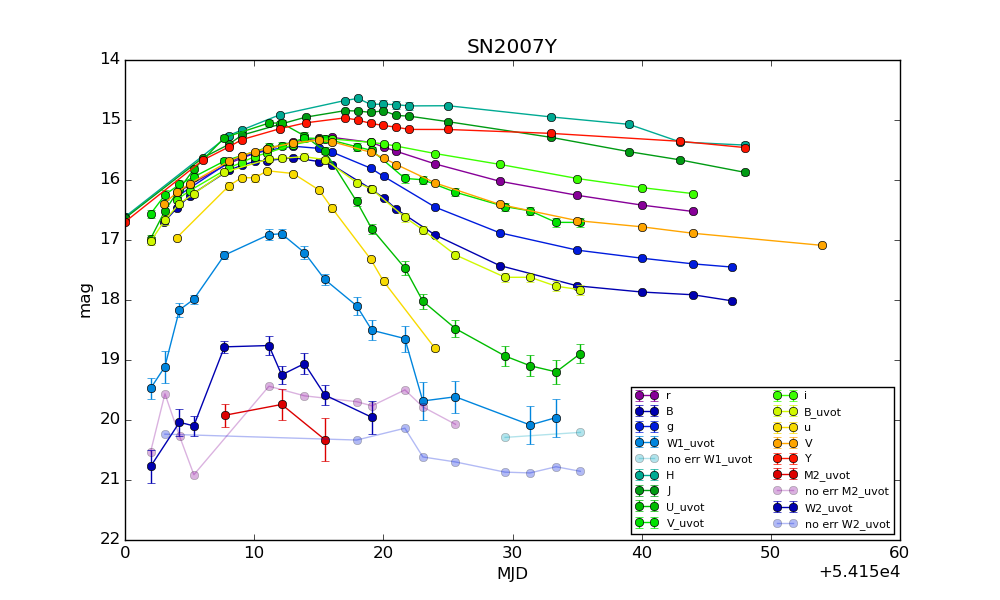 SN2007Y
14
15
16
17
18
19
20
21
22
mag
0
10
20
30
40
50
60
MJD
+5.415e4
r
B
g
W1_uvot
no err W1_uvot
H
J
U_uvot
V_uvot
i
B_uvot
u
V
Y
M2_uvot
no err M2_uvot
W2_uvot
no err W2_uvot